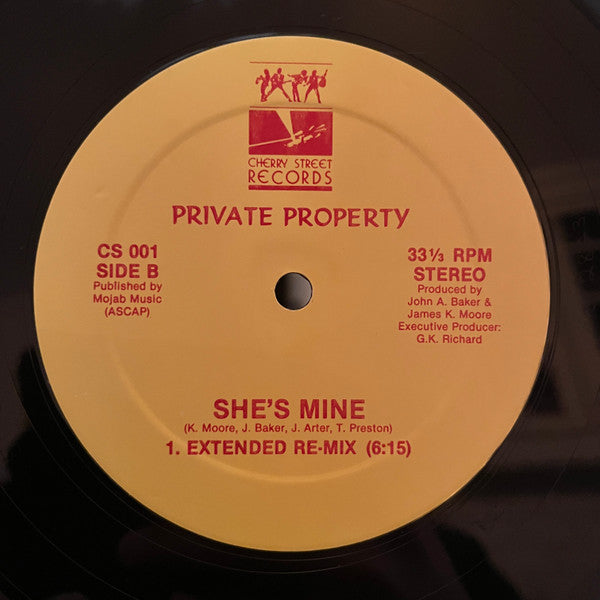 CHERRY STREET
RECORDS
PRIVATE PROPERTY
CS 001
SIDE B
Published by
Mojab Music
(ASCAP)
33⅓ RPM
STEREO
Produced by
John A. Baker &
James K. Moore
Executive Producer:
G.K. Richard
SHE'S MINE
(K. Moore, J. Baker, J. Arter, T. Preston)
1. EXTENDED RE-MIX (6:15)